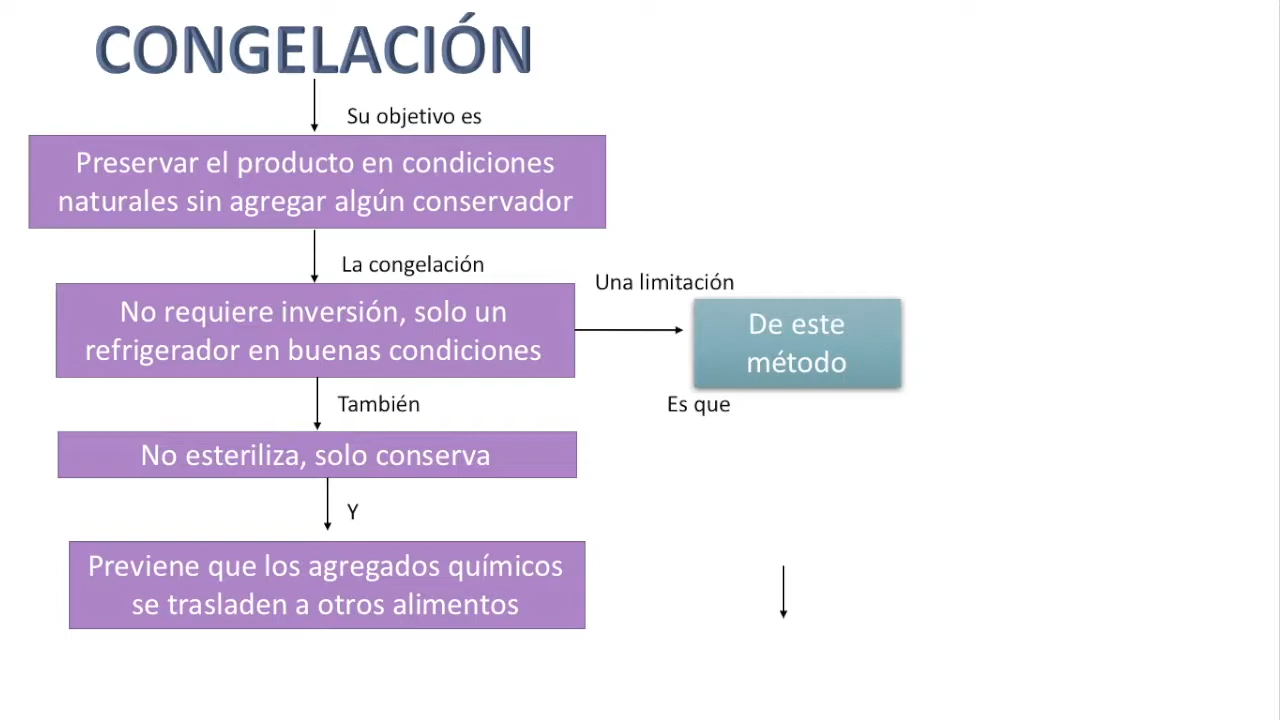 CONGELACIÓN
Su objetivo es
Preservar el producto en condiciones
naturales sin agregar algún conservador
La congelación
No requiere inversión, solo un
refrigerador en buenas condiciones
Una limitación
De este
método
Es que
También
No esteriliza, solo conserva
Y
Previene que los agregados químicos
se trasladen a otros alimentos